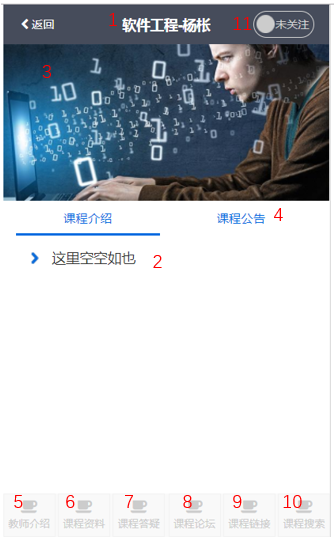 返回 1 软件工程-杨枨 11 未关注
3
课程介绍 课程公告 4
这里空空如也 2
5 6 7 8 9 10
教师介绍 课程资料 课程答疑 课程论坛 课程链接 课程搜索